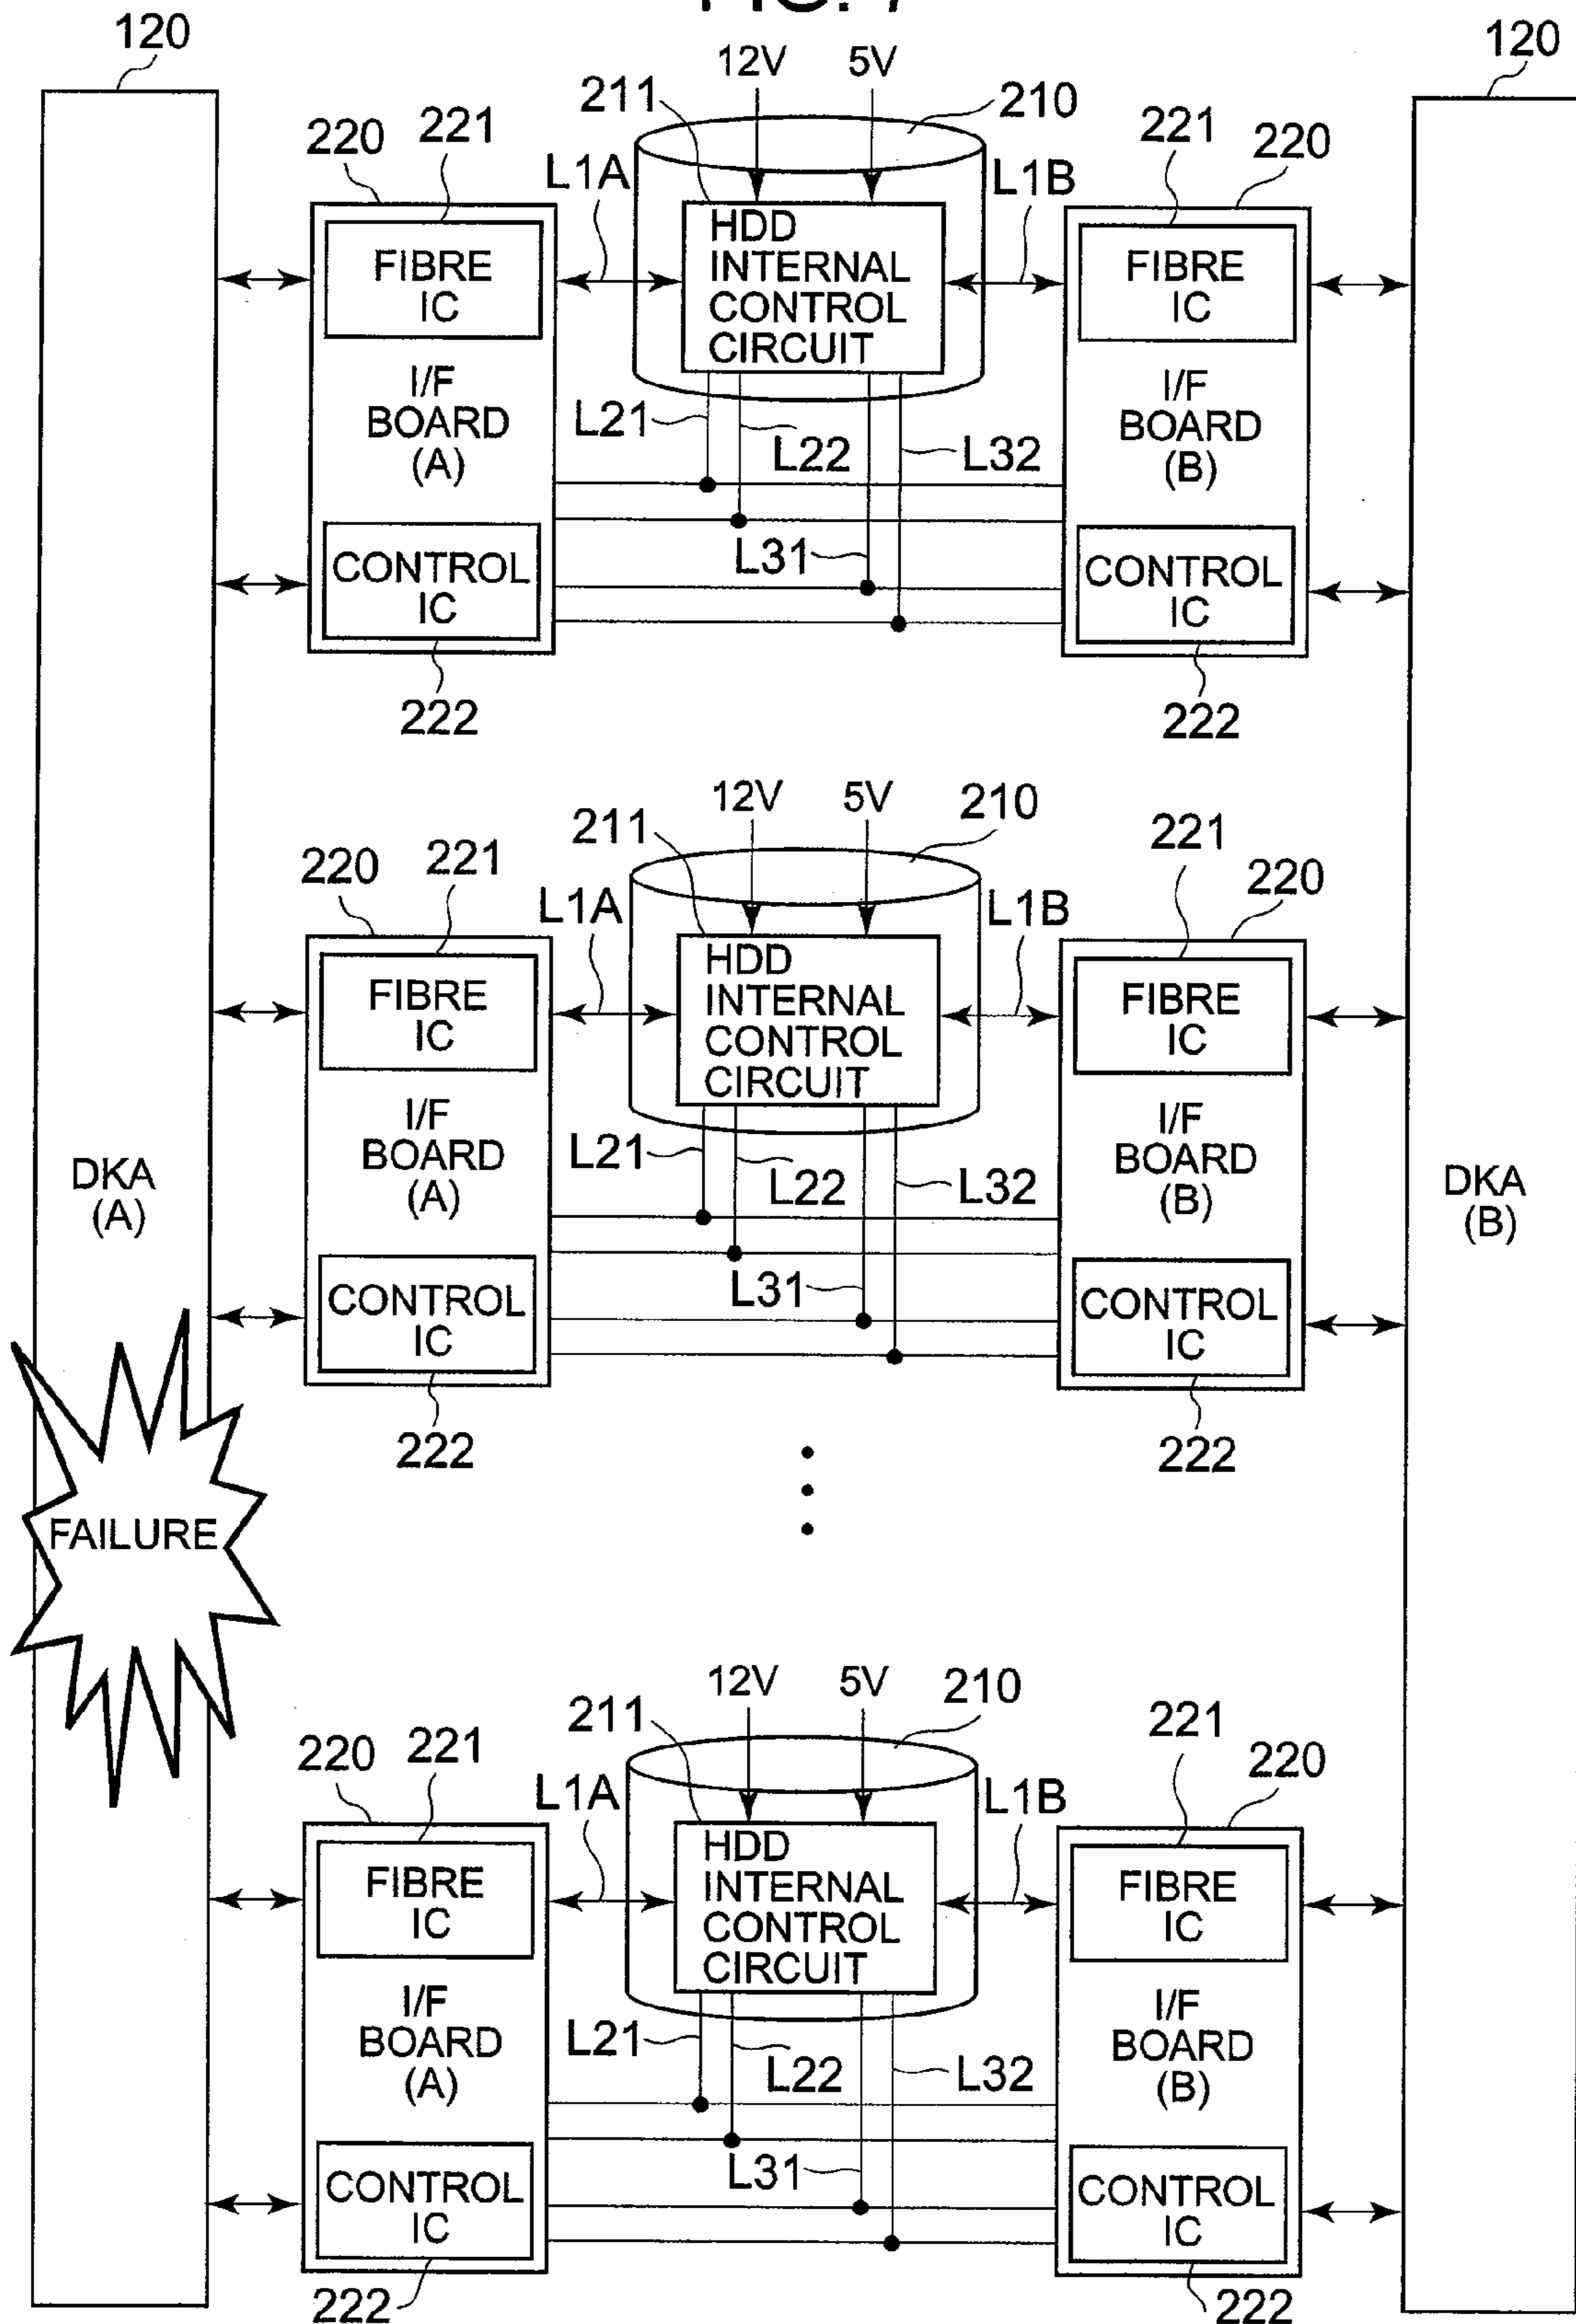 FIG. 7
120
120
12V
5V
211
210
220
221
L1A
L1B
221
220
HDD
INTERNAL
CONTROL
CIRCUIT
FIBRE
IC
FIBRE
IC
I/F
BOARD
(A)
I/F
BOARD
(B)
L21
L22
L32
L31
CONTROL
IC
CONTROL
IC
222
222
12V
5V
211
210
220
221
L1A
L1B
221
220
HDD
INTERNAL
CONTROL
CIRCUIT
FIBRE
IC
FIBRE
IC
I/F
BOARD
(A)
I/F
BOARD
(B)
DKA
(A)
DKA
(B)
L21
L22
L32
L31
CONTROL
IC
CONTROL
IC
222
222
FAILURE
12V
5V
211
210
220
221
L1A
L1B
221
220
HDD
INTERNAL
CONTROL
CIRCUIT
FIBRE
IC
FIBRE
IC
I/F
BOARD
(A)
I/F
BOARD
(B)
L21
L22
L32
L31
CONTROL
IC
CONTROL
IC
222
222